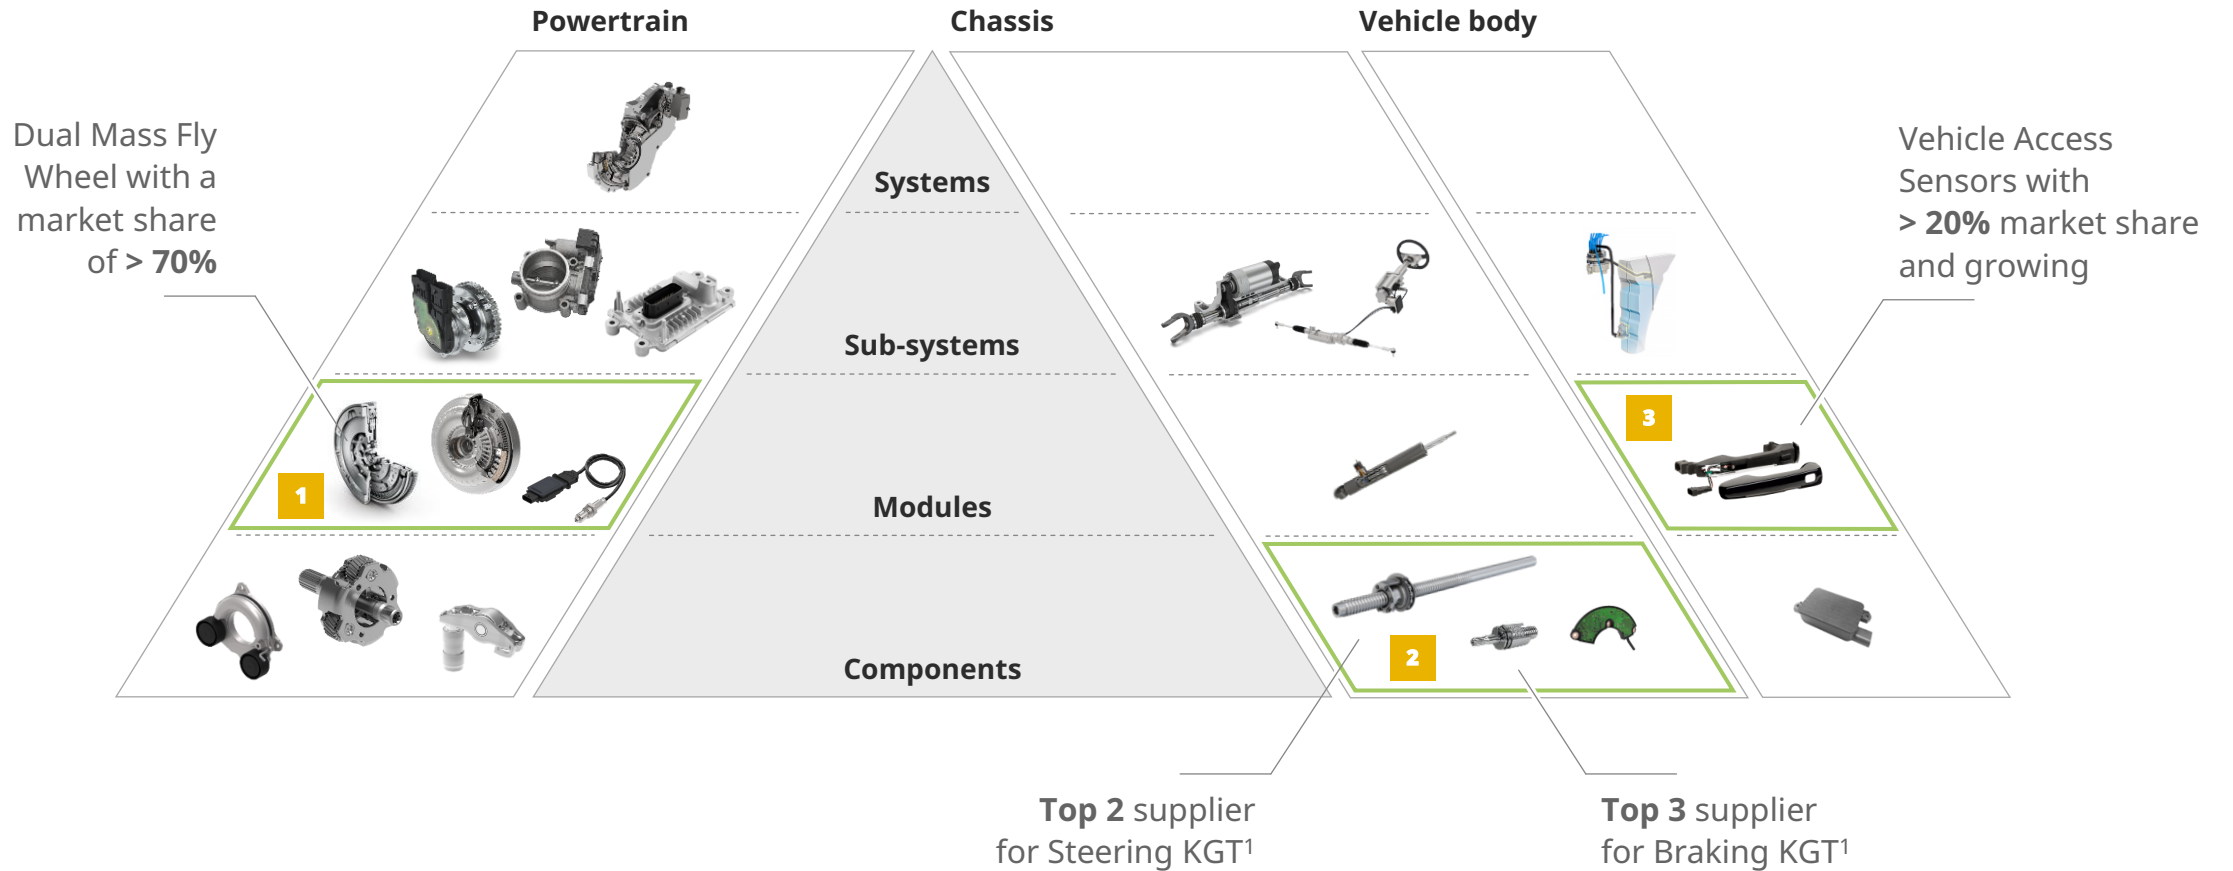 Powertrain
Chassis
Vehicle body
Dual Mass Fly
Wheel with a
market share
of > 70%
Vehicle Access
Sensors with
> 20% market share
and growing
Systems
Sub-systems
Modules
Components
1
3
2
Top 2 supplier
for Steering KGT¹
Top 3 supplier
for Braking KGT¹